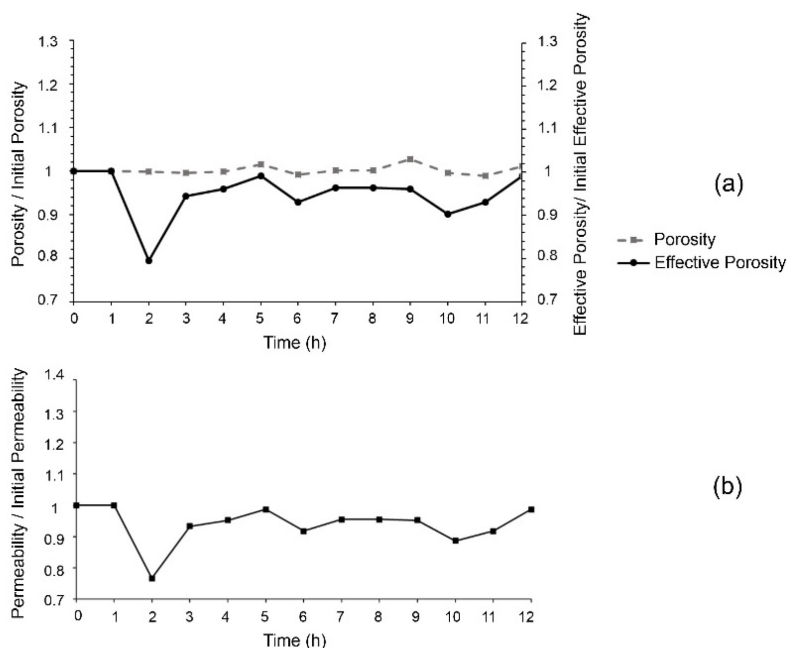 1.3
1.2
1.1
1
0.9
0.8
0.7
Porosity / Initial Porosity
0 1 2 3 4 5 6 7 8 9 10 11 12
Time (h)
1.3
1.2
1.1
1
0.9
0.8
0.7
Effective Porosity/ Initial Effective Porosity
(a)
Porosity
Effective Porosity
1.4
1.3
1.2
1.1
1
0.9
0.8
0.7
Permeability / Initial Permeability
0 1 2 3 4 5 6 7 8 9 10 11 12
Time (h)
(b)